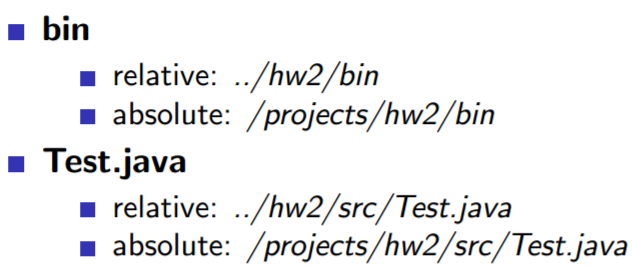 bin
relative: ../hw2/bin
absolute: /projects/hw2/bin
Test.java
relative: ../hw2/src/Test.java
absolute: /projects/hw2/src/Test.java